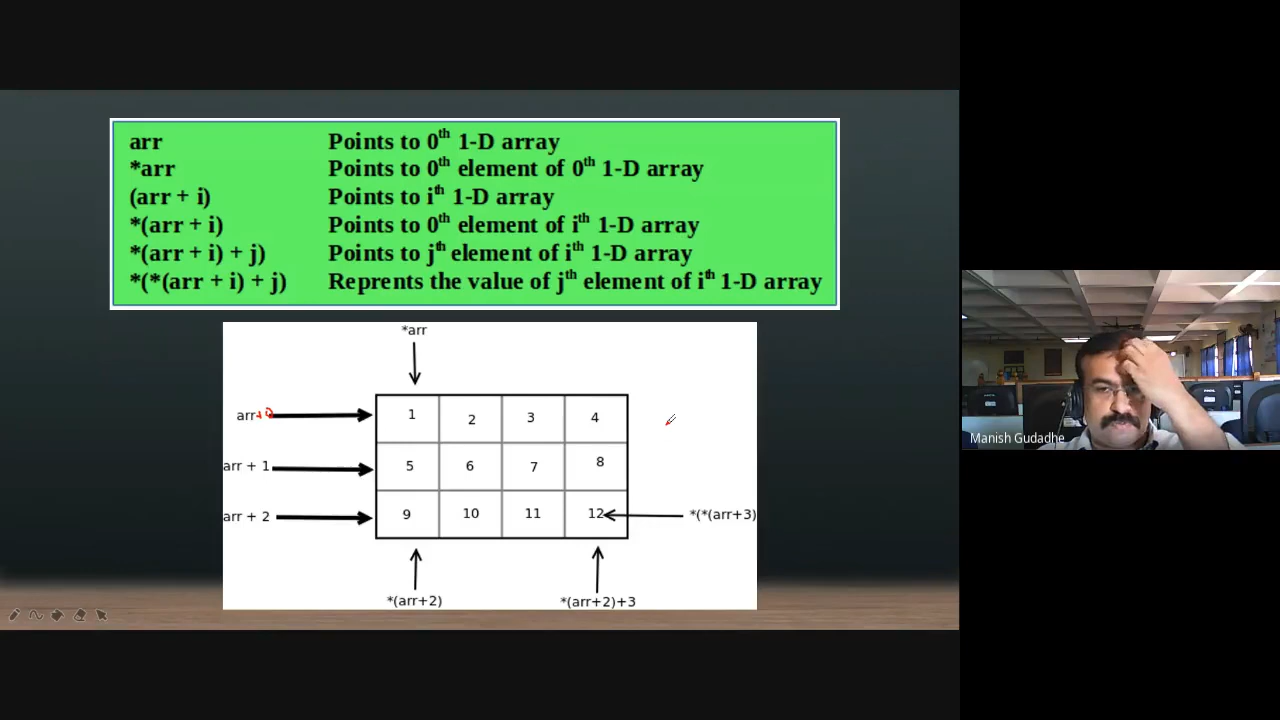 arr Points to 0th 1-D array
*arr Points to 0th element of 0th 1-D array
(arr + i) Points to ith 1-D array
*(arr + i) Points to 0th element of ith 1-D array
*(arr + i) + j) Points to jth element of ith 1-D array
*(*(arr + i) + j) Reprents the value of jth element of ith 1-D array
*arr
arr+0 1 2 3 4
arr + 1 5 6 7 8
arr + 2 9 10 11 12 *(*(arr+3)
*(arr+2) *(arr+2)+3
Manish Gudadhe